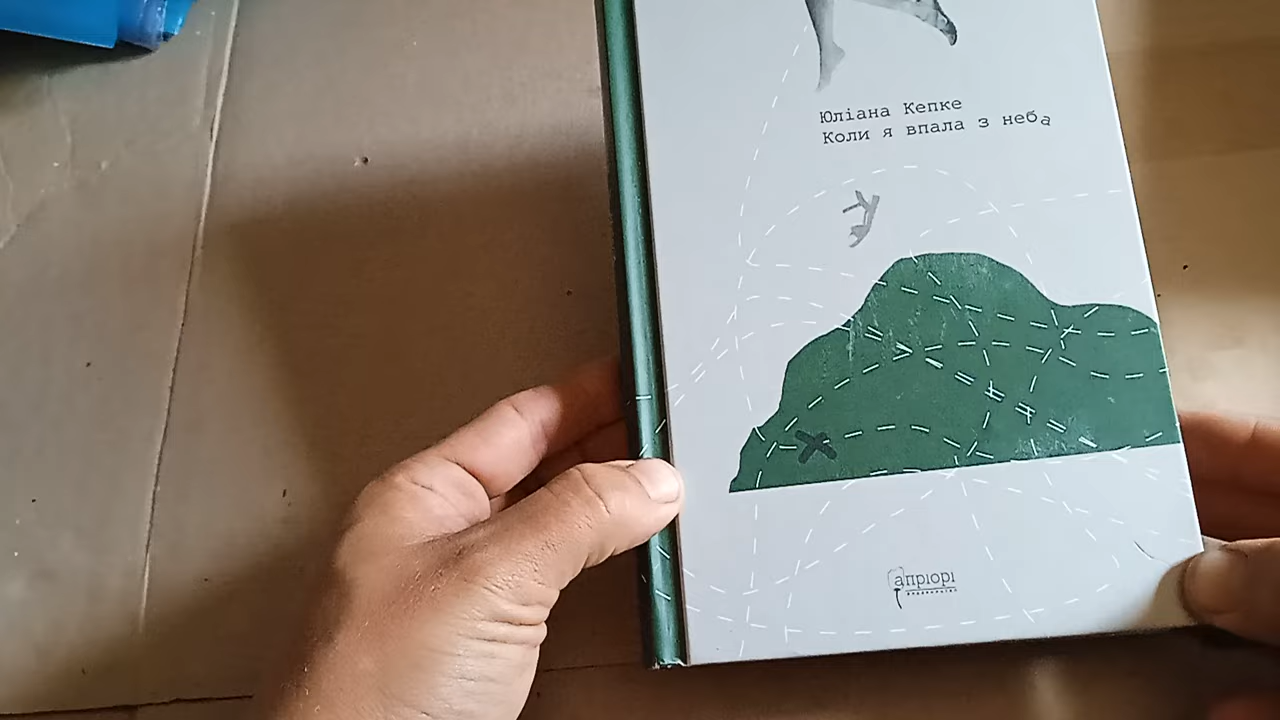 Юліана Кепке
Коли я впала з неба
апріорі